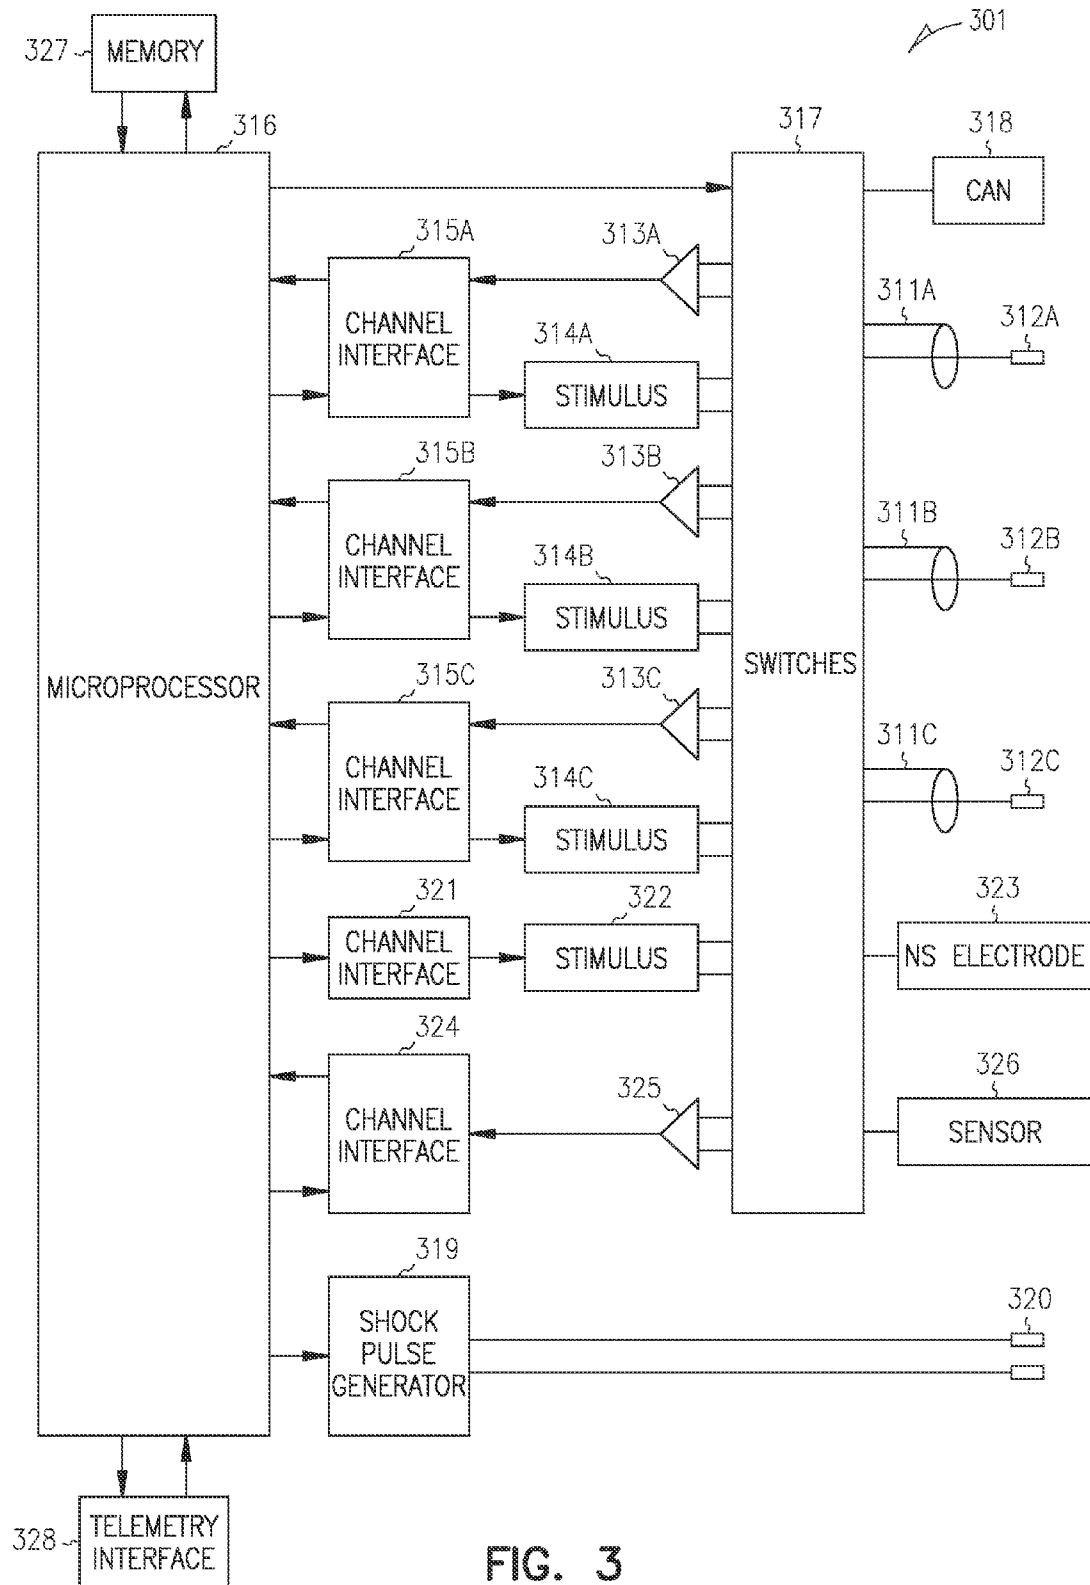 301
327
MEMORY
316
317
318
CAN
315A
313A
CHANNEL
INTERFACE
314A
STIMULUS
311A
312A
315B
313B
CHANNEL
INTERFACE
314B
STIMULUS
311B
312B
MICROPROCESSOR
SWITCHES
315C
313C
CHANNEL
INTERFACE
314C
STIMULUS
311C
312C
321
CHANNEL
INTERFACE
322
STIMULUS
323
NS ELECTRODE
324
CHANNEL
INTERFACE
325
326
SENSOR
319
SHOCK
PULSE
GENERATOR
320
328
TELEMETRY
INTERFACE
FIG. 3